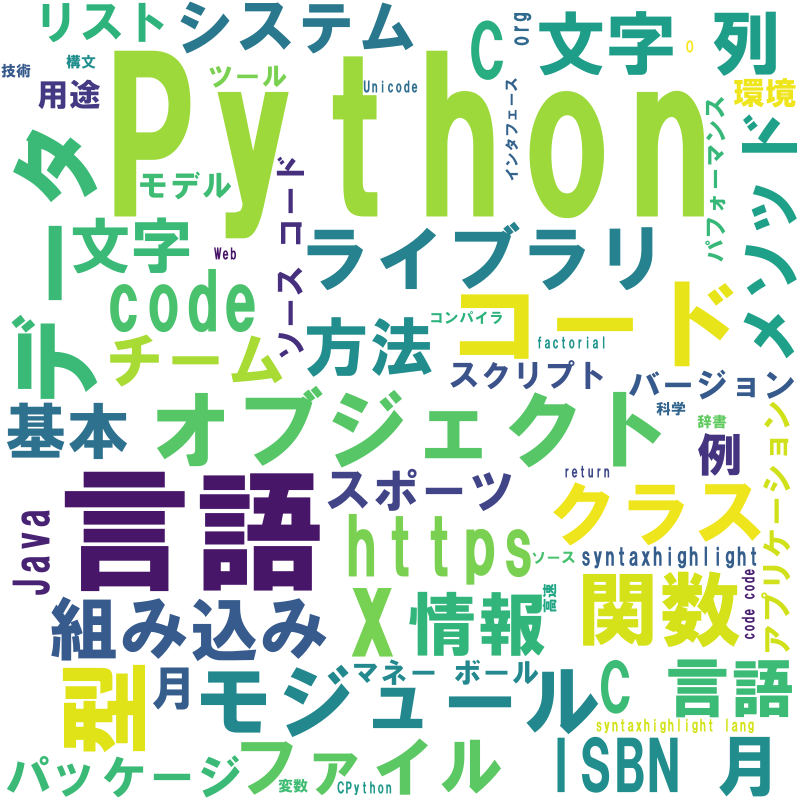 リスト
システム
C
org
文字
O
列
技術
構文
用途
ツール
Python
Unicode
環境
インタフェース
パフォーマンス
メソッド
データ
モデル
文字
Web
ソース コード
ライブラリ
code
コンパイラ
コード
チーム
方法
factorial
スクリプト
バージョン
基本
オブジェクト
科学
辞書
例
アプリケーション
言語
スポーツ
return
クラス
Java
https
ソース
syntaxhighlight
code code
組み込み
X
情報
高速
関数
型
月
モジュール
マネー ボール
C 言語
syntaxhighlight lang
パッケージ
ファイル
変数
CPython
ISBN 月